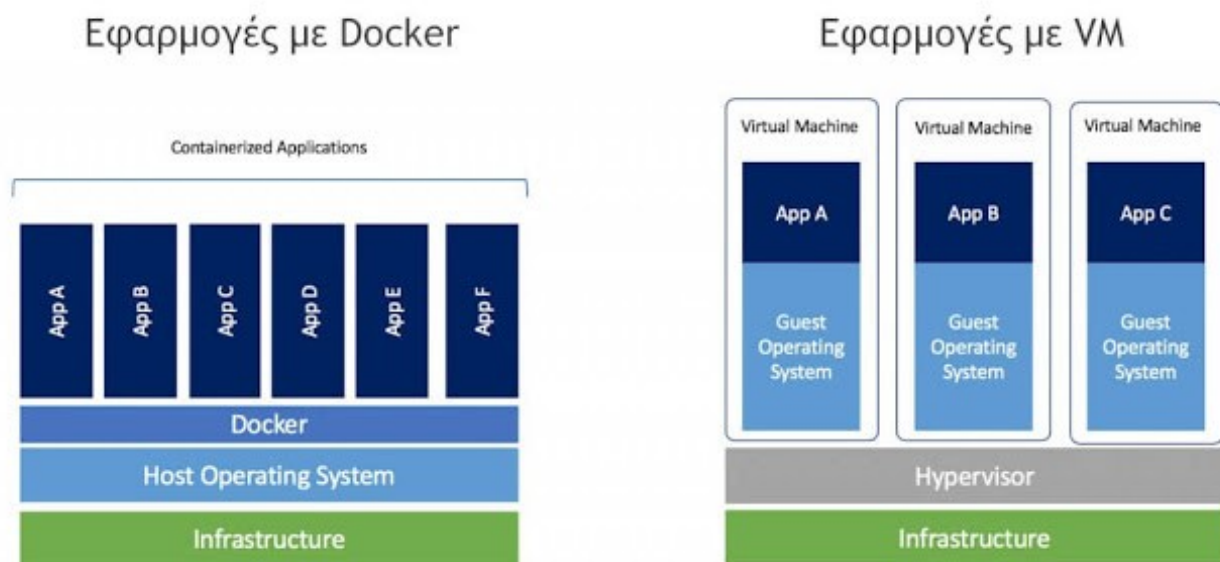 Εφαρμογές με Docker
Containerized Applications
App A
App B
App C
App D
App E
App F
Docker
Host Operating System
Infrastructure
Εφαρμογές με VM
Virtual Machine
App A
Guest
Operating
System
Virtual Machine
App B
Guest
Operating
System
Virtual Machine
App C
Guest
Operating
System
Hypervisor
Infrastructure